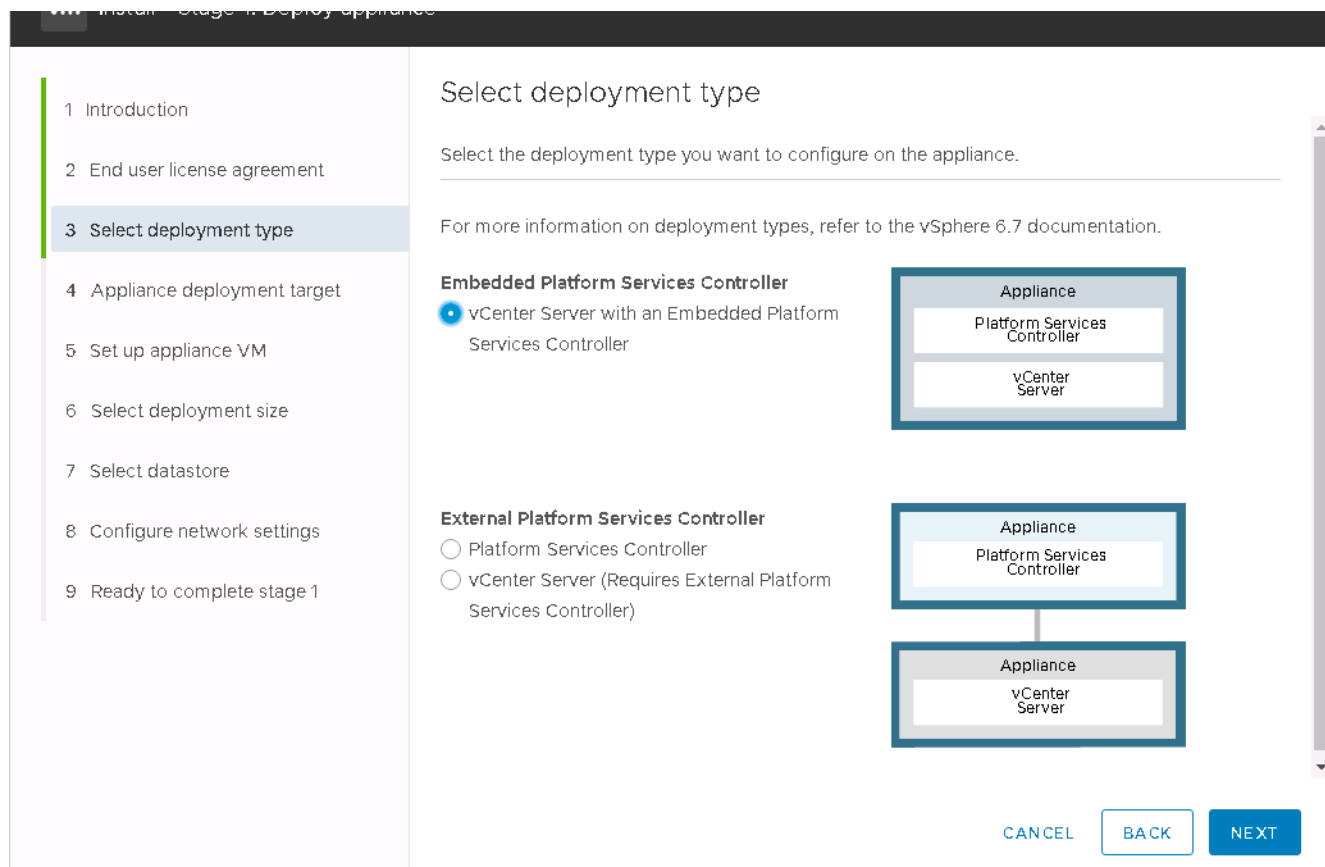 Install - Stage 1: Deploy appliance
1 Introduction
2 End user license agreement
3 Select deployment type
4 Appliance deployment target
5 Set up appliance VM
6 Select deployment size
7 Select datastore
8 Configure network settings
9 Ready to complete stage 1
Select deployment type
Select the deployment type you want to configure on the appliance.
For more information on deployment types, refer to the vSphere 6.7 documentation.
Embedded Platform Services Controller
vCenter Server with an Embedded Platform
Services Controller
Appliance
Platform Services
Controller
vCenter
Server
External Platform Services Controller
Platform Services Controller
vCenter Server (Requires External Platform
Services Controller)
Appliance
Platform Services
Controller
Appliance
vCenter
Server
CANCEL
BACK
NEXT